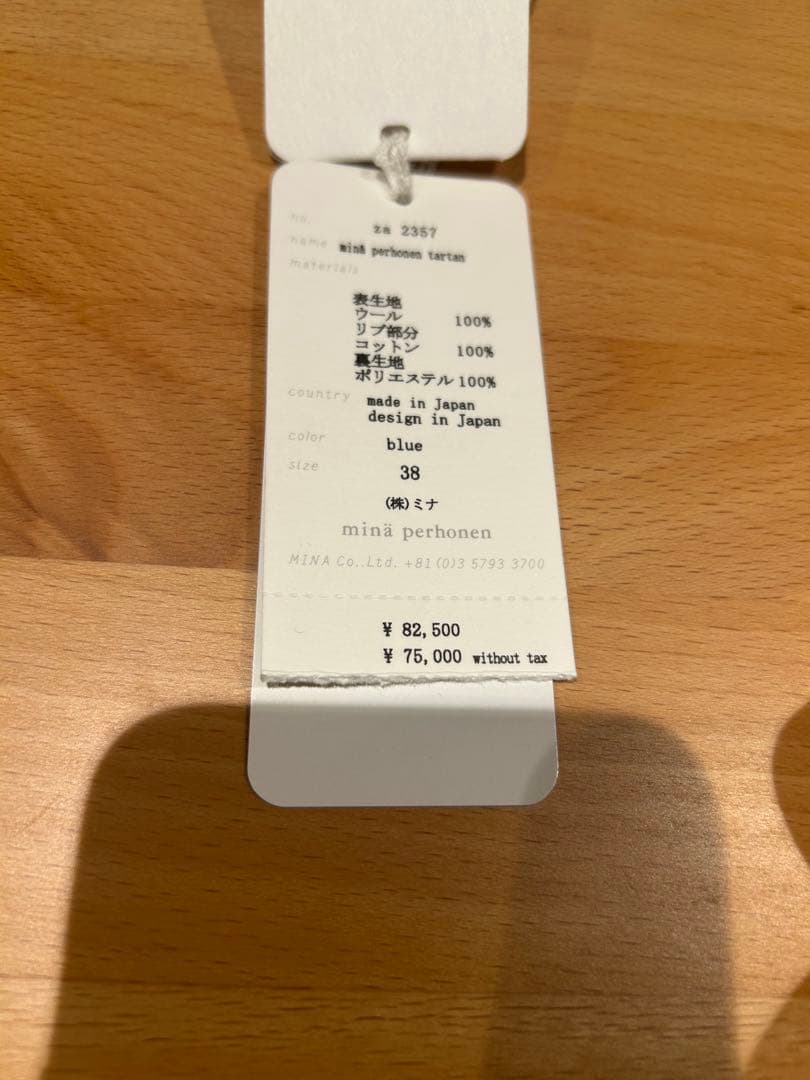 no.
za 2357
name minä perhonen tartan
materials
表生地
ウール 100%
リブ部分
コットン 100%
裏生地
ポリエステル 100%
country made in Japan
design in Japan
color blue
size 38
(株)ミナ
minä perhonen
MINA Co.,Ltd. +81(0)3 5793 3700
¥ 82,500
¥ 75,000 without tax